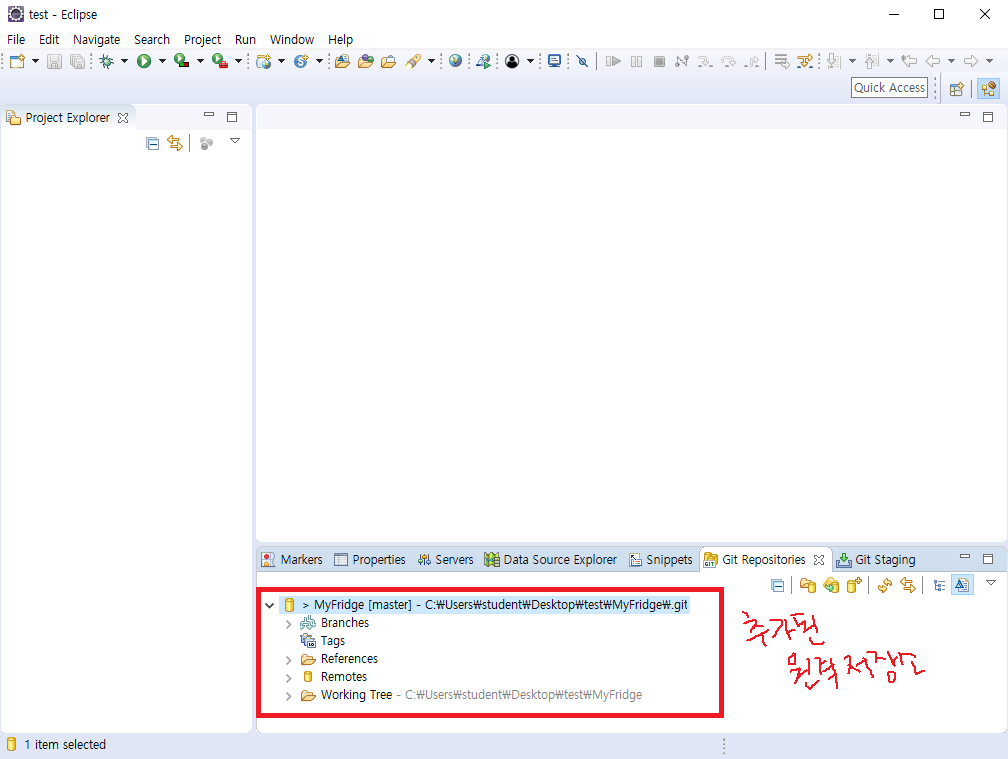 test - Eclipse
File Edit Navigate Search Project Run Window Help
Quick Access
Project Explorer
Markers Properties Servers Data Source Explorer Snippets Git Repositories Git Staging
> MyFridge [master] - C:₩Users₩student₩Desktop₩test₩MyFridge₩.git
Branches
Tags
References
Remotes
Working Tree - C:₩Users₩student₩Desktop₩test₩MyFridge
추가된
원격저장소
1 item selected